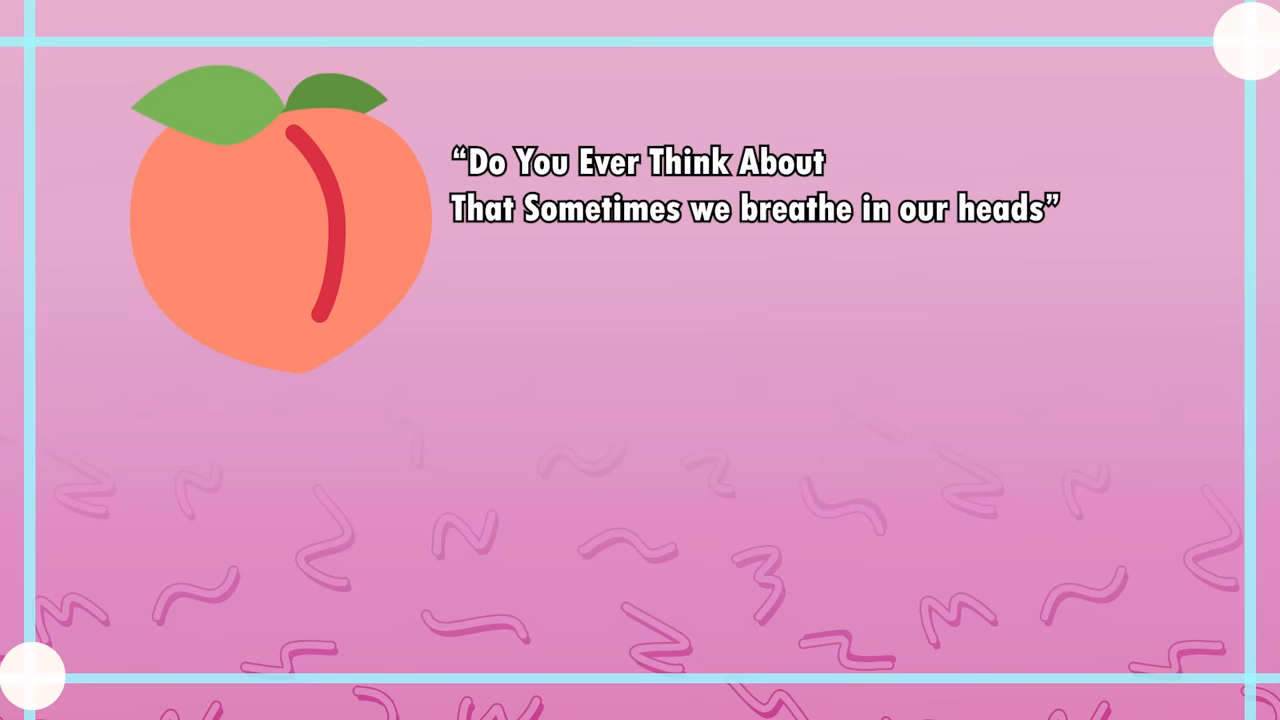 “Do You Ever Think About
That Sometimes we breathe in our heads”